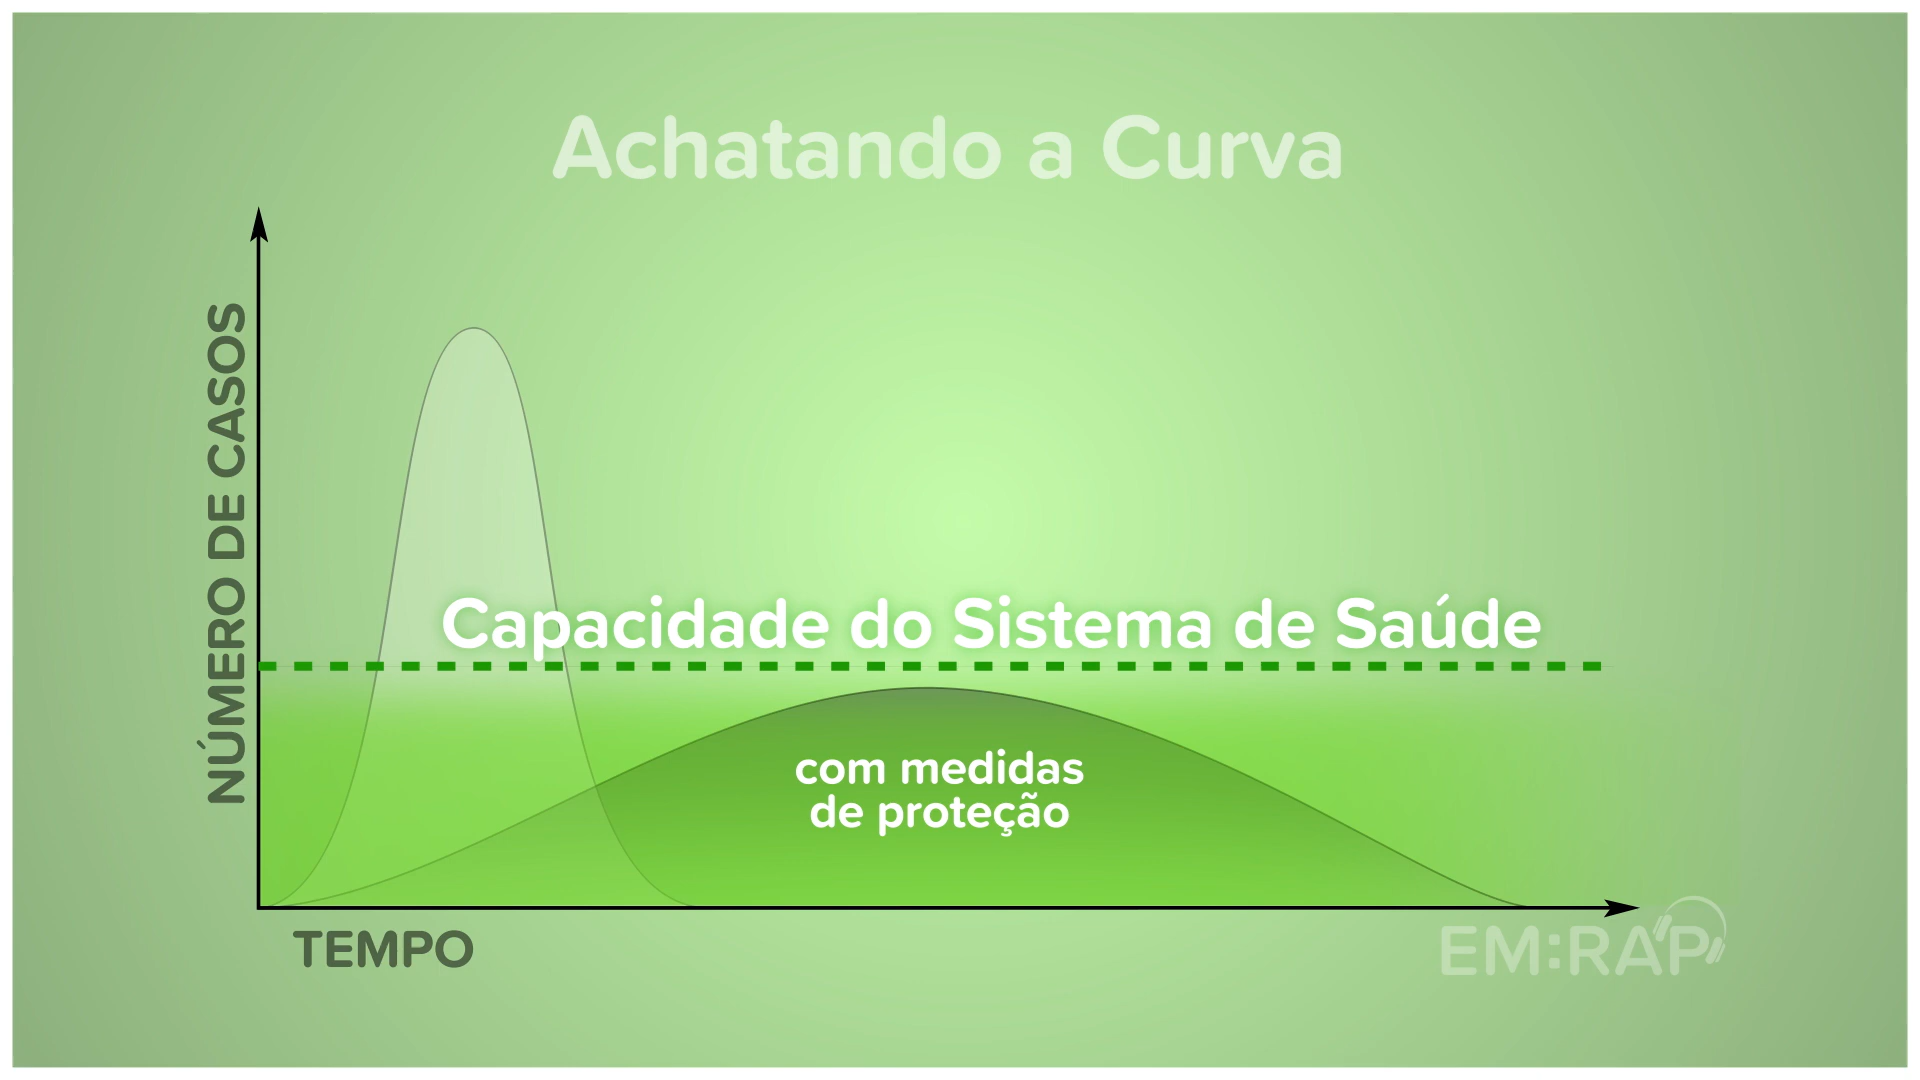 Achatando a Curva
NÚMERO DE CASOS
Capacidade do Sistema de Saúde
com medidas
de proteção
TEMPO
EM:RAP